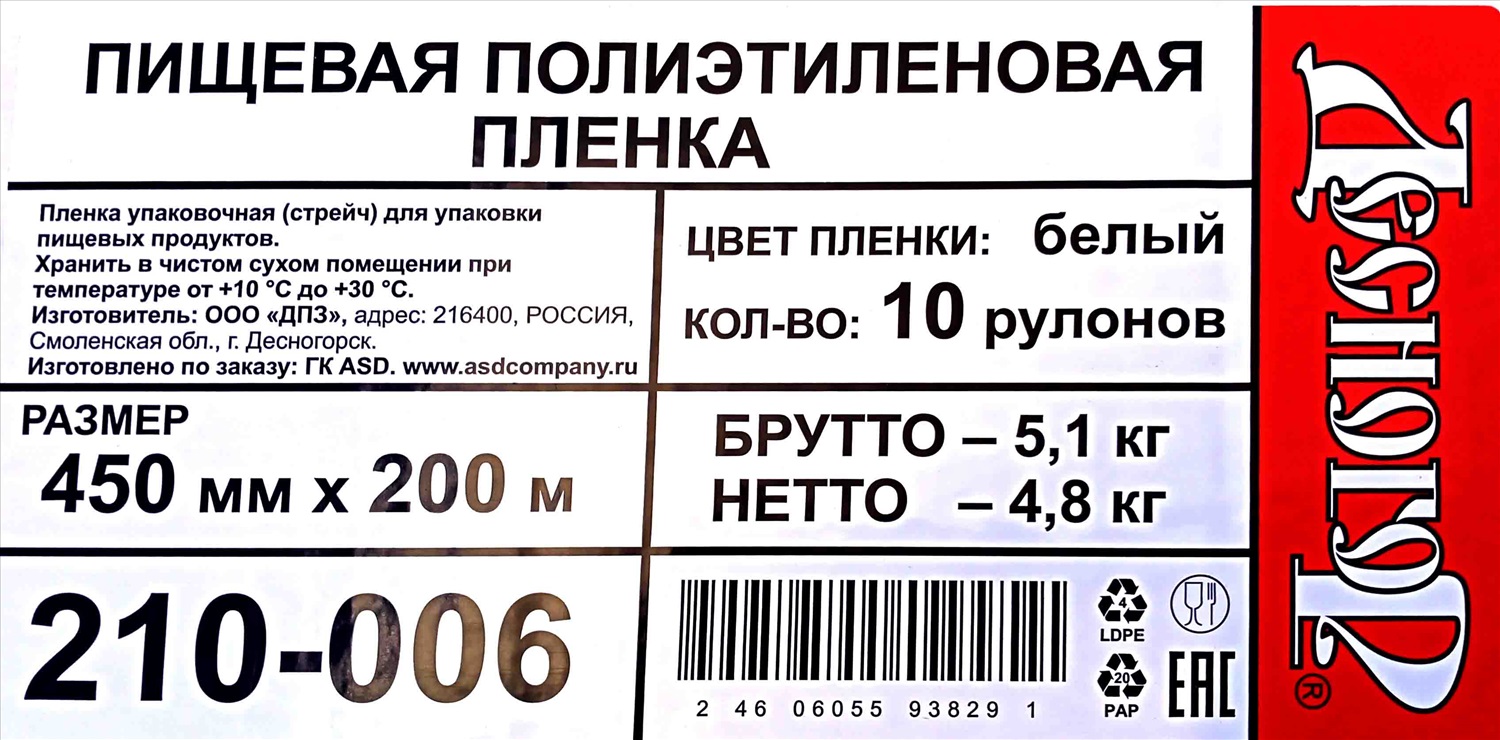 ПИЩЕВАЯ ПОЛИЭТИЛЕНОВАЯ
ПЛЕНКА
Пленка упаковочная (стрейч) для упаковки
пищевых продуктов.
Хранить в чистом сухом помещении при
температуре от +10 °С до +30 °С.
Изготовитель: ООО «ДПЗ», адрес: 216400, РОССИЯ,
Смоленская обл., г. Десногорск.
Изготовлено по заказу: ГК ASD. www.asdcompany.ru
ЦВЕТ ПЛЕНКИ: белый
КОЛ-ВО: 10 рулонов
РАЗМЕР
450 мм х 200 м
БРУТТО – 5,1 кг
НЕТТО – 4,8 кг
210-006
2 46 06055 93829 1
4
LDPE
20
PAP
EAC
Десногор
®